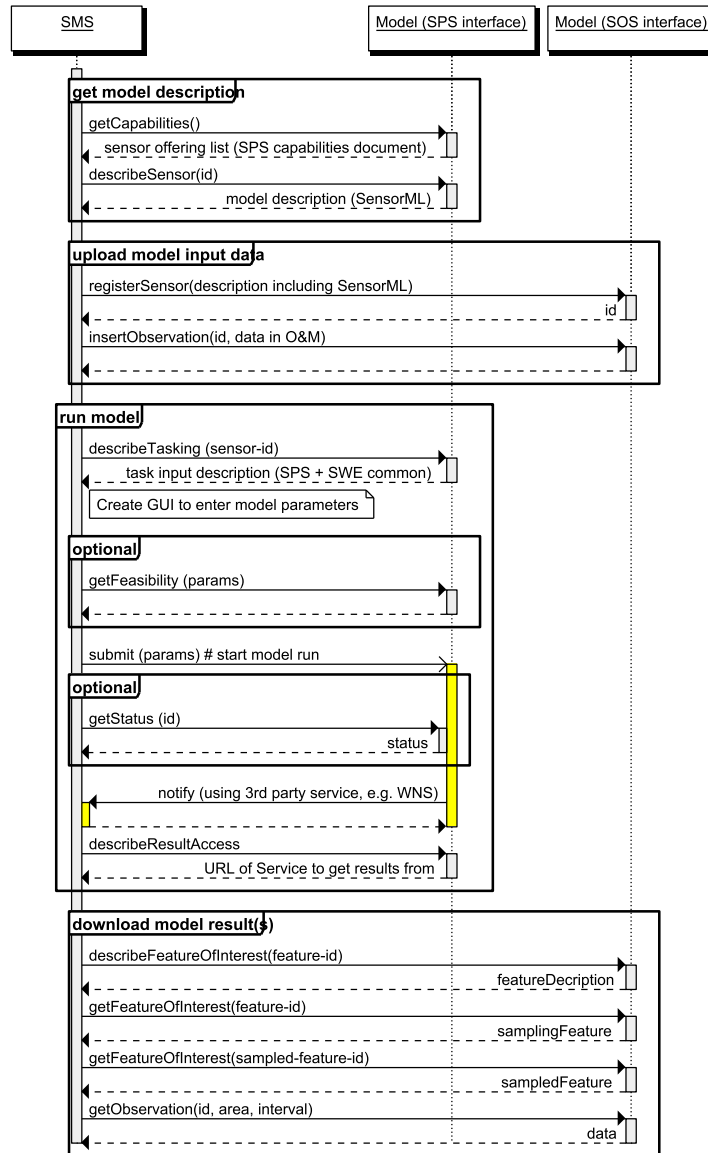 SMS
Model (SPS interface)
Model (SOS interface)
get model description
getCapabilities()
sensor offering list (SPS capabilities document)
describeSensor(id)
model description (SensorML)
upload model input data
registerSensor(description including SensorML)
id
insertObservation(id, data in O&M)
run model
describeTasking (sensor-id)
task input description (SPS + SWE common)
Create GUI to enter model parameters
optional
getFeasibility (params)
submit (params) # start model run
optional
getStatus (id)
status
notify (using 3rd party service, e.g. WNS)
describeResultAccess
URL of Service to get results from
download model result(s)
describeFeatureOfInterest(feature-id)
featureDecription
getFeatureOfInterest(feature-id)
samplingFeature
getFeatureOfInterest(sampled-feature-id)
sampledFeature
getObservation(id, area, interval)
data